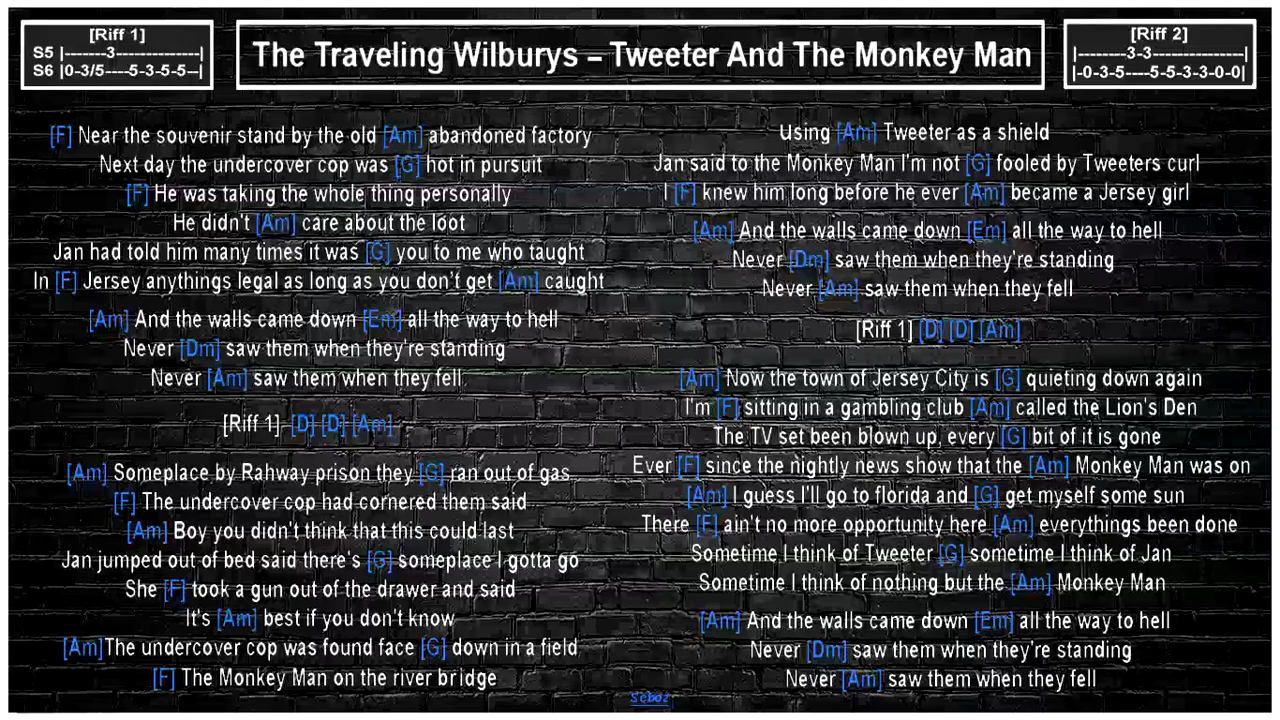 [Riff 1]
S5 |-------3--------------|
S6 |0-3/5----5-3-5-5--|
The Traveling Wilburys – Tweeter And The Monkey Man
[Riff 2]
|--------3-3---------------|
|-0-3-5----5-5-3-3-0-0|
[F] Near the souvenir stand by the old [Am] abandoned factory
Next day the undercover cop was [G] hot in pursuit
[F] He was taking the whole thing personally
He didn't [Am] care about the loot
Jan had told him many times it was [G] you to me who taught
In [F] Jersey anythings legal as long as you don't get [Am] caught
[Am] And the walls came down [Em] all the way to hell
Never [Dm] saw them when they're standing
Never [Am] saw them when they fell
[Riff 1] [D] [D] [Am]
[Am] Someplace by Rahway prison they [G] ran out of gas
[F] The undercover cop had cornered them said
[Am] Boy you didn't think that this could last
Jan jumped out of bed said there's [G] someplace I gotta go
She [F] took a gun out of the drawer and said
It's [Am] best if you don't know
[Am]The undercover cop was found face [G] down in a field
[F] The Monkey Man on the river bridge
Using [Am] Tweeter as a shield
Jan said to the Monkey Man I'm not [G] fooled by Tweeters curl
I [F] knew him long before he ever [Am] became a Jersey girl
[Am] And the walls came down [Em] all the way to hell
Never [Dm] saw them when they're standing
Never [Am] saw them when they fell
[Riff 1] [D] [D] [Am]
[Am] Now the town of Jersey City is [G] quieting down again
I'm [F] sitting in a gambling club [Am] called the Lion's Den
The TV set been blown up, every [G] bit of it is gone
Ever [F] since the nightly news show that the [Am] Monkey Man was on
[Am] I guess I'll go to florida and [G] get myself some sun
There [F] ain't no more opportunity here [Am] everythings been done
Sometime I think of Tweeter [G] sometime I think of Jan
Sometime I think of nothing but the [Am] Monkey Man
[Am] And the walls came down [Em] all the way to hell
Never [Dm] saw them when they're standing
Never [Am] saw them when they fell
Seboz